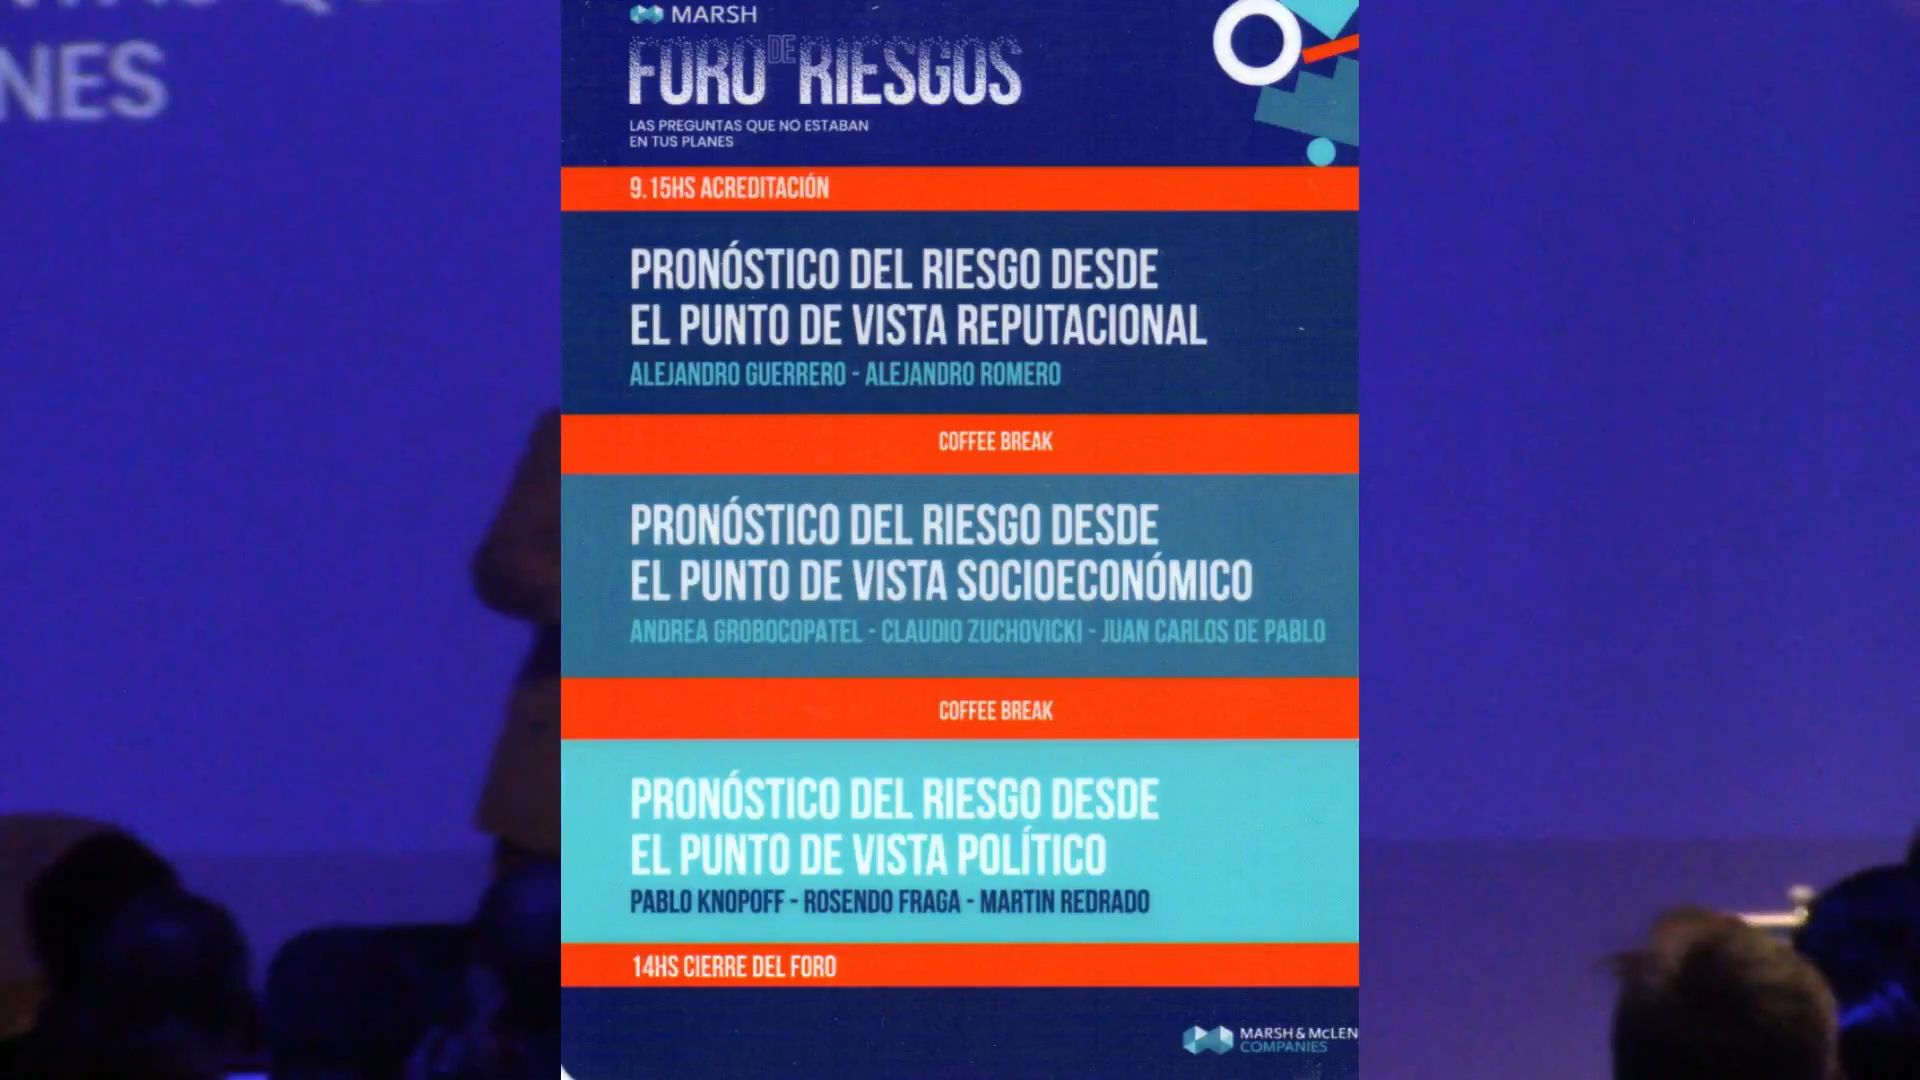 NES
MARSH
FORO DE RIESGOS
LAS PREGUNTAS QUE NO ESTABAN
EN TUS PLANES
9.15HS ACREDITACIÓN
PRONÓSTICO DEL RIESGO DESDE
EL PUNTO DE VISTA REPUTACIONAL
ALEJANDRO GUERRERO - ALEJANDRO ROMERO
COFFEE BREAK
PRONÓSTICO DEL RIESGO DESDE
EL PUNTO DE VISTA SOCIOECONÓMICO
ANDREA GROBOCOPATEL - CLAUDIO ZUCHOVICKI - JUAN CARLOS DE PABLO
COFFEE BREAK
PRONÓSTICO DEL RIESGO DESDE
EL PUNTO DE VISTA POLÍTICO
PABLO KNOPOFF - ROSENDO FRAGA - MARTIN REDRADO
14HS CIERRE DEL FORO
MARSH & McLEN
COMPANIES